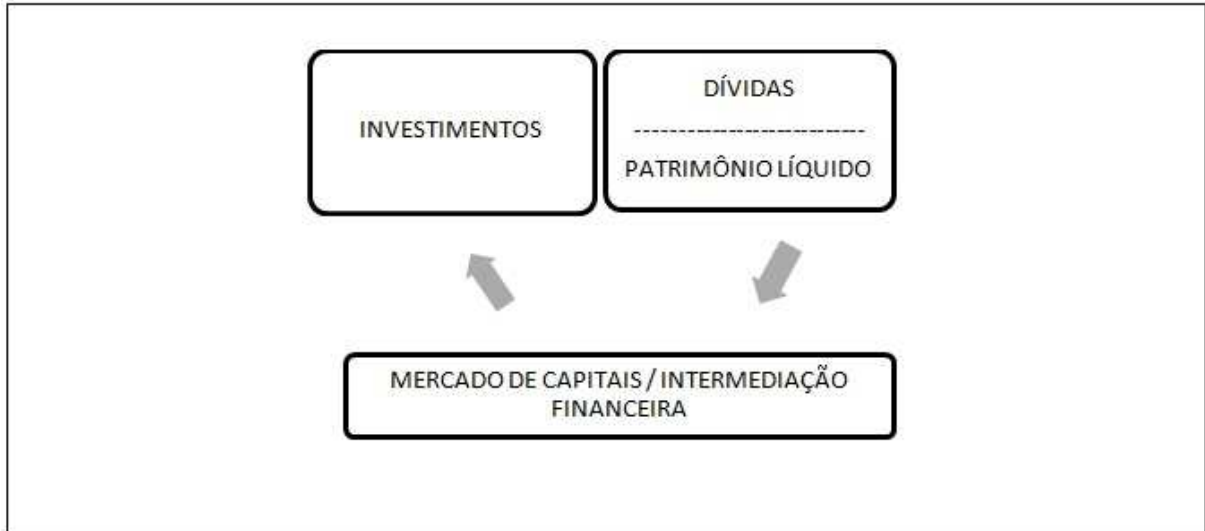 INVESTIMENTOS
DÍVIDAS
----------------------------
PATRIMÔNIO LÍQUIDO
MERCADO DE CAPITAIS / INTERMEDIAÇÃO
FINANCEIRA